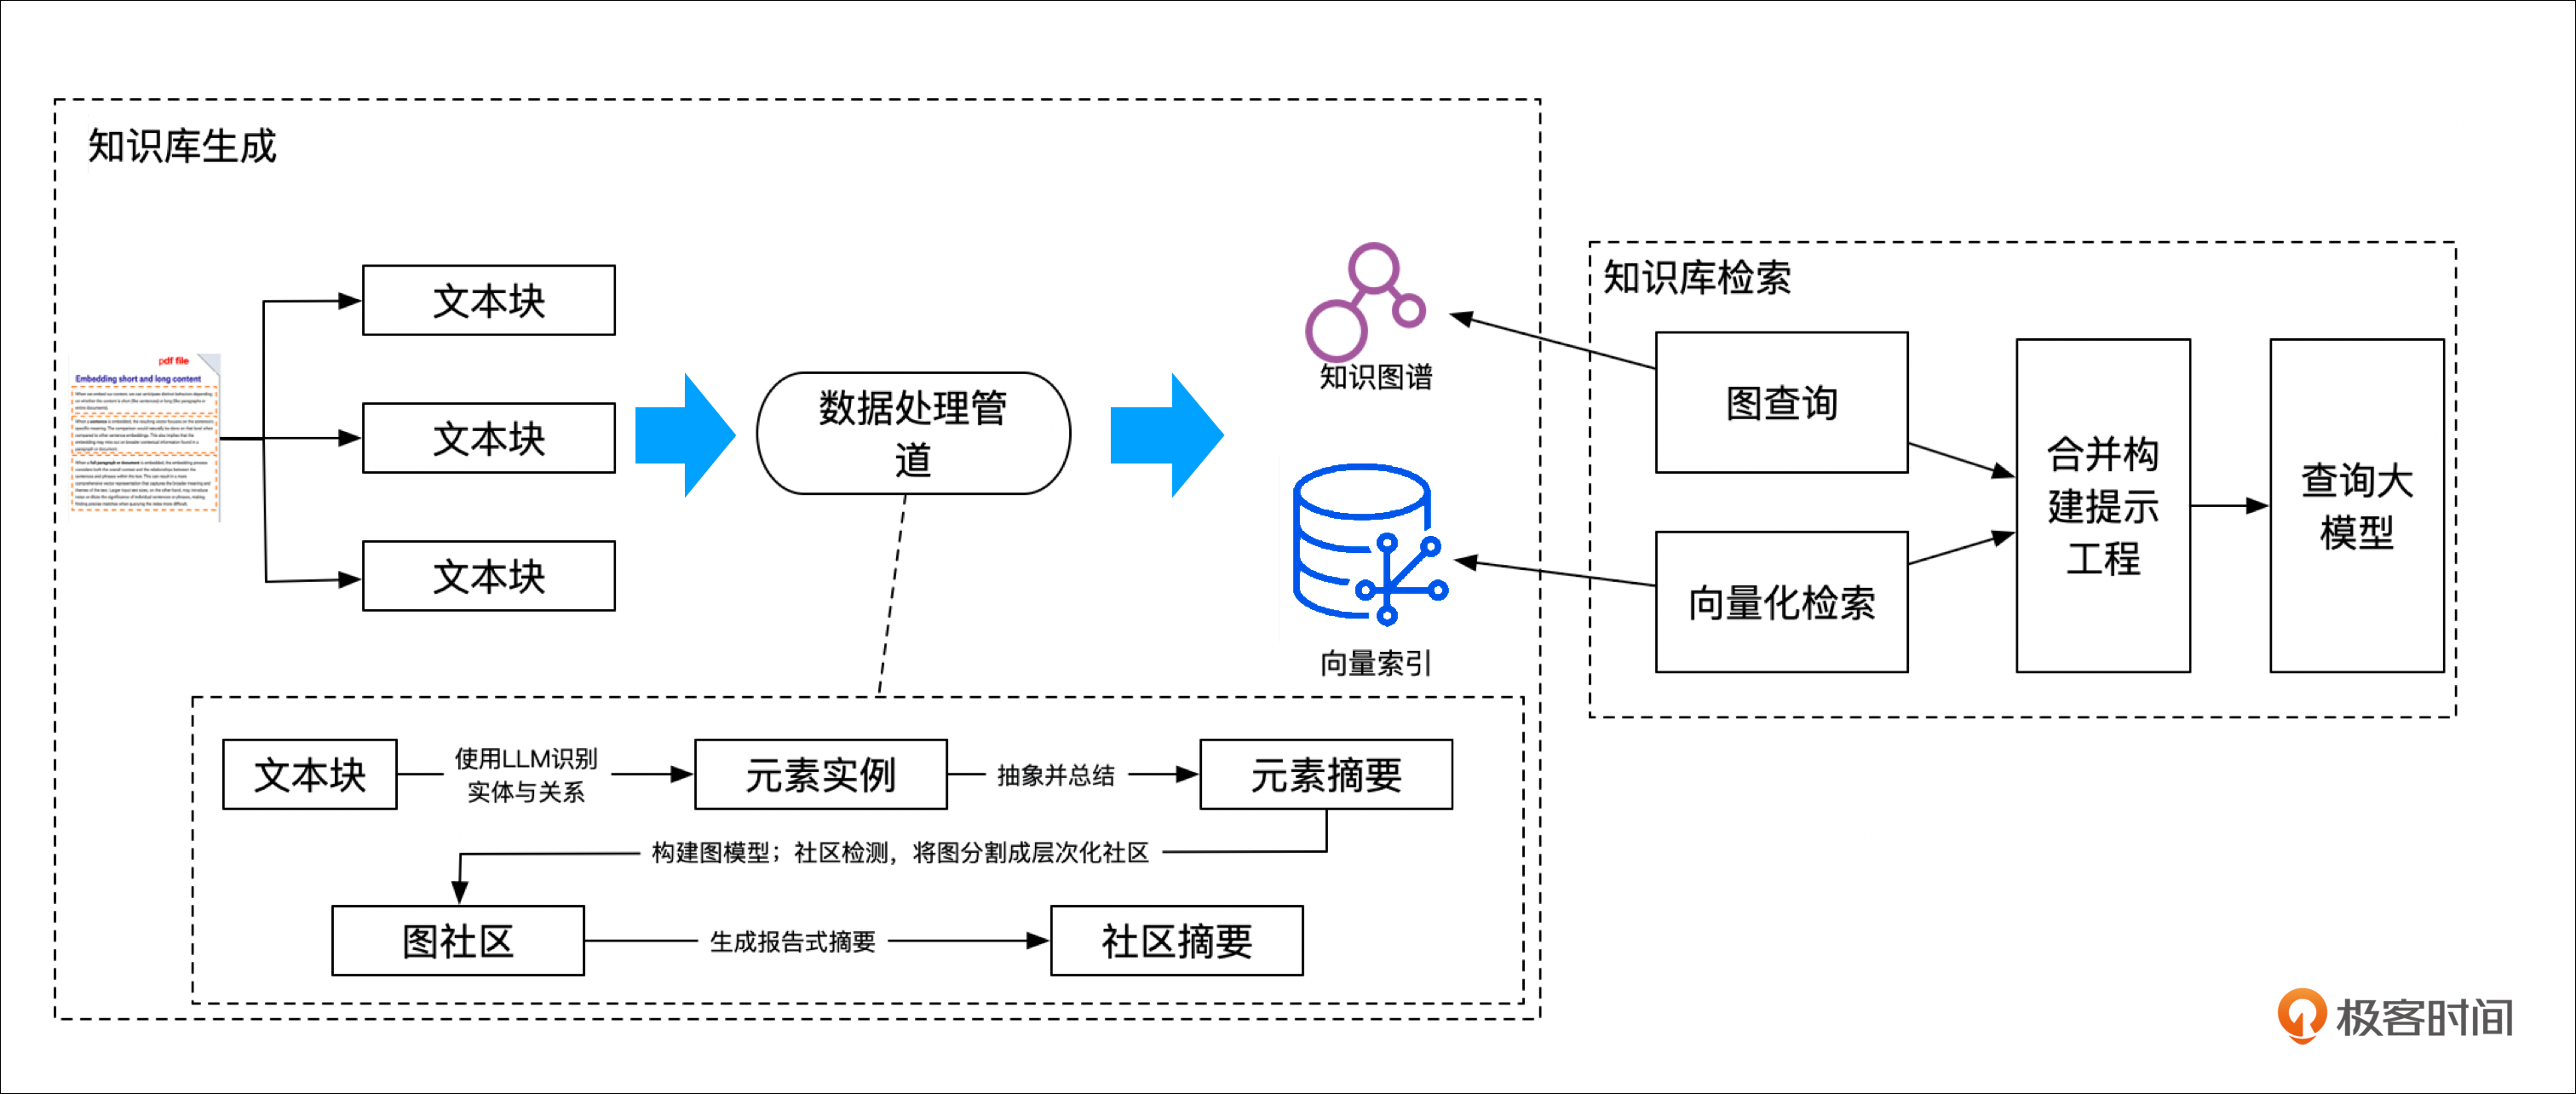 知识库生成
pdf file
Embedding short and long content
文本块
文本块
文本块
数据处理管
道
知识图谱
向量索引
文本块
使用LLM识别
实体与关系
元素实例
抽象并总结
元素摘要
构建图模型；社区检测，将图分割成层次化社区
图社区
生成报告式摘要
社区摘要
知识库检索
图查询
向量化检索
合并构
建提示
工程
查询大
模型
极客时间